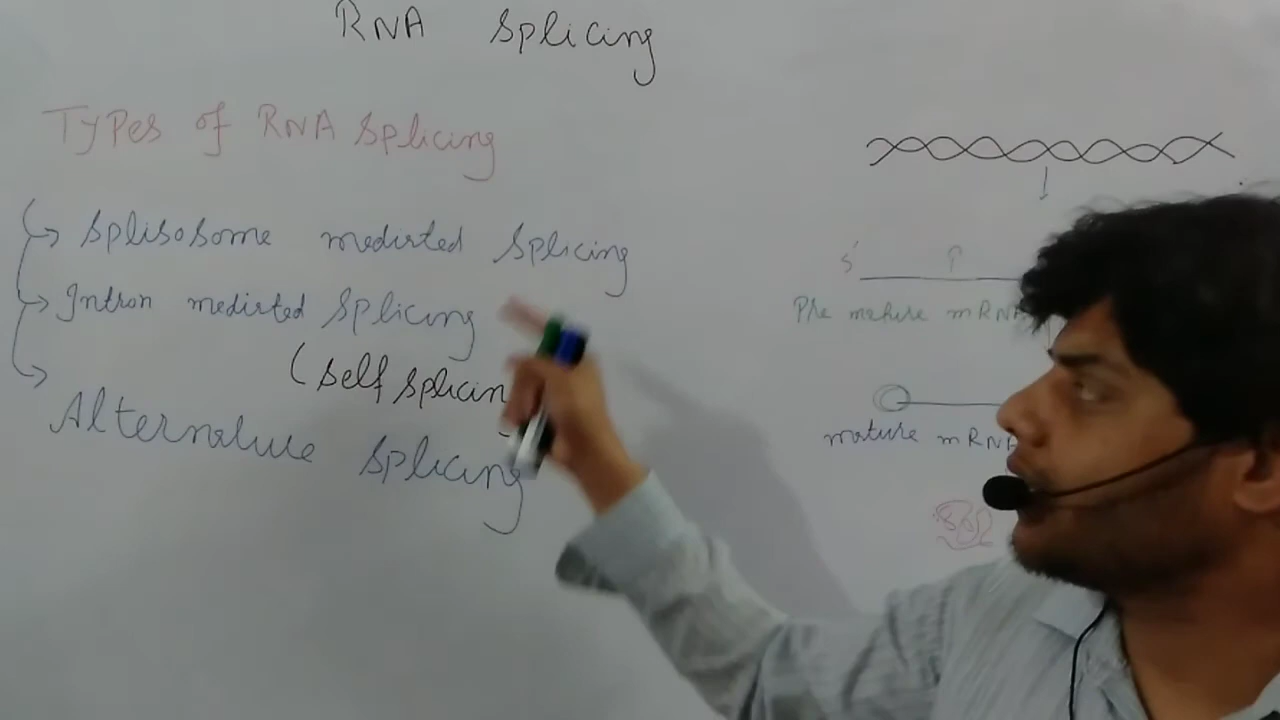 RNA Splicing
Types of RNA Splicing
Splisosome mediated Splicing
Intron mediated Splicing
(Self Splicin
Alternative Splicing
5' P
Pre mature mRNA
mature mRNA